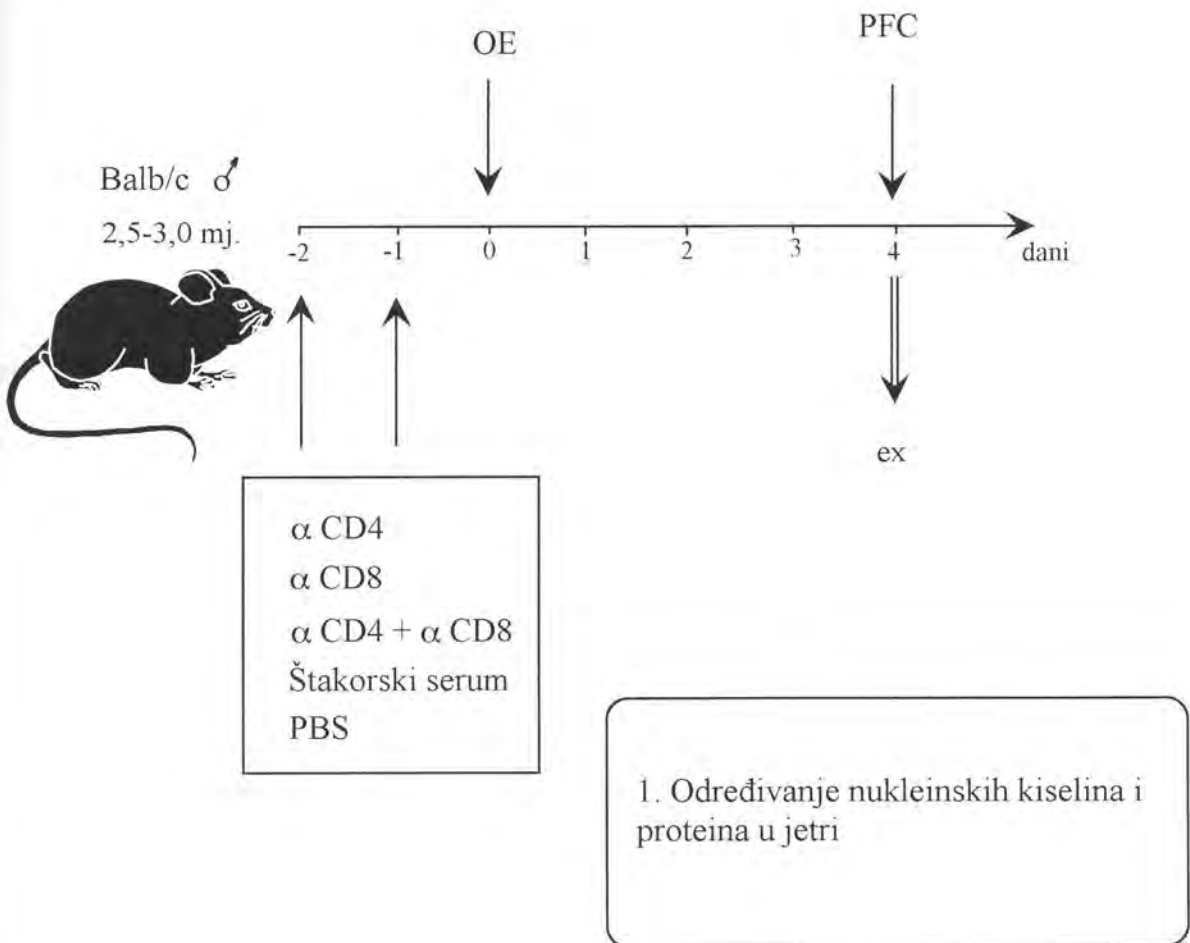 OE
PFC
Balb/c ♂
2,5-3,0 mj.
-2 -1 0 1 2 3 4 dani
ex
α CD4
α CD8
α CD4 + α CD8
Štakorski serum
PBS
1. Određivanje nukleinskih kiselina i
proteina u jetri